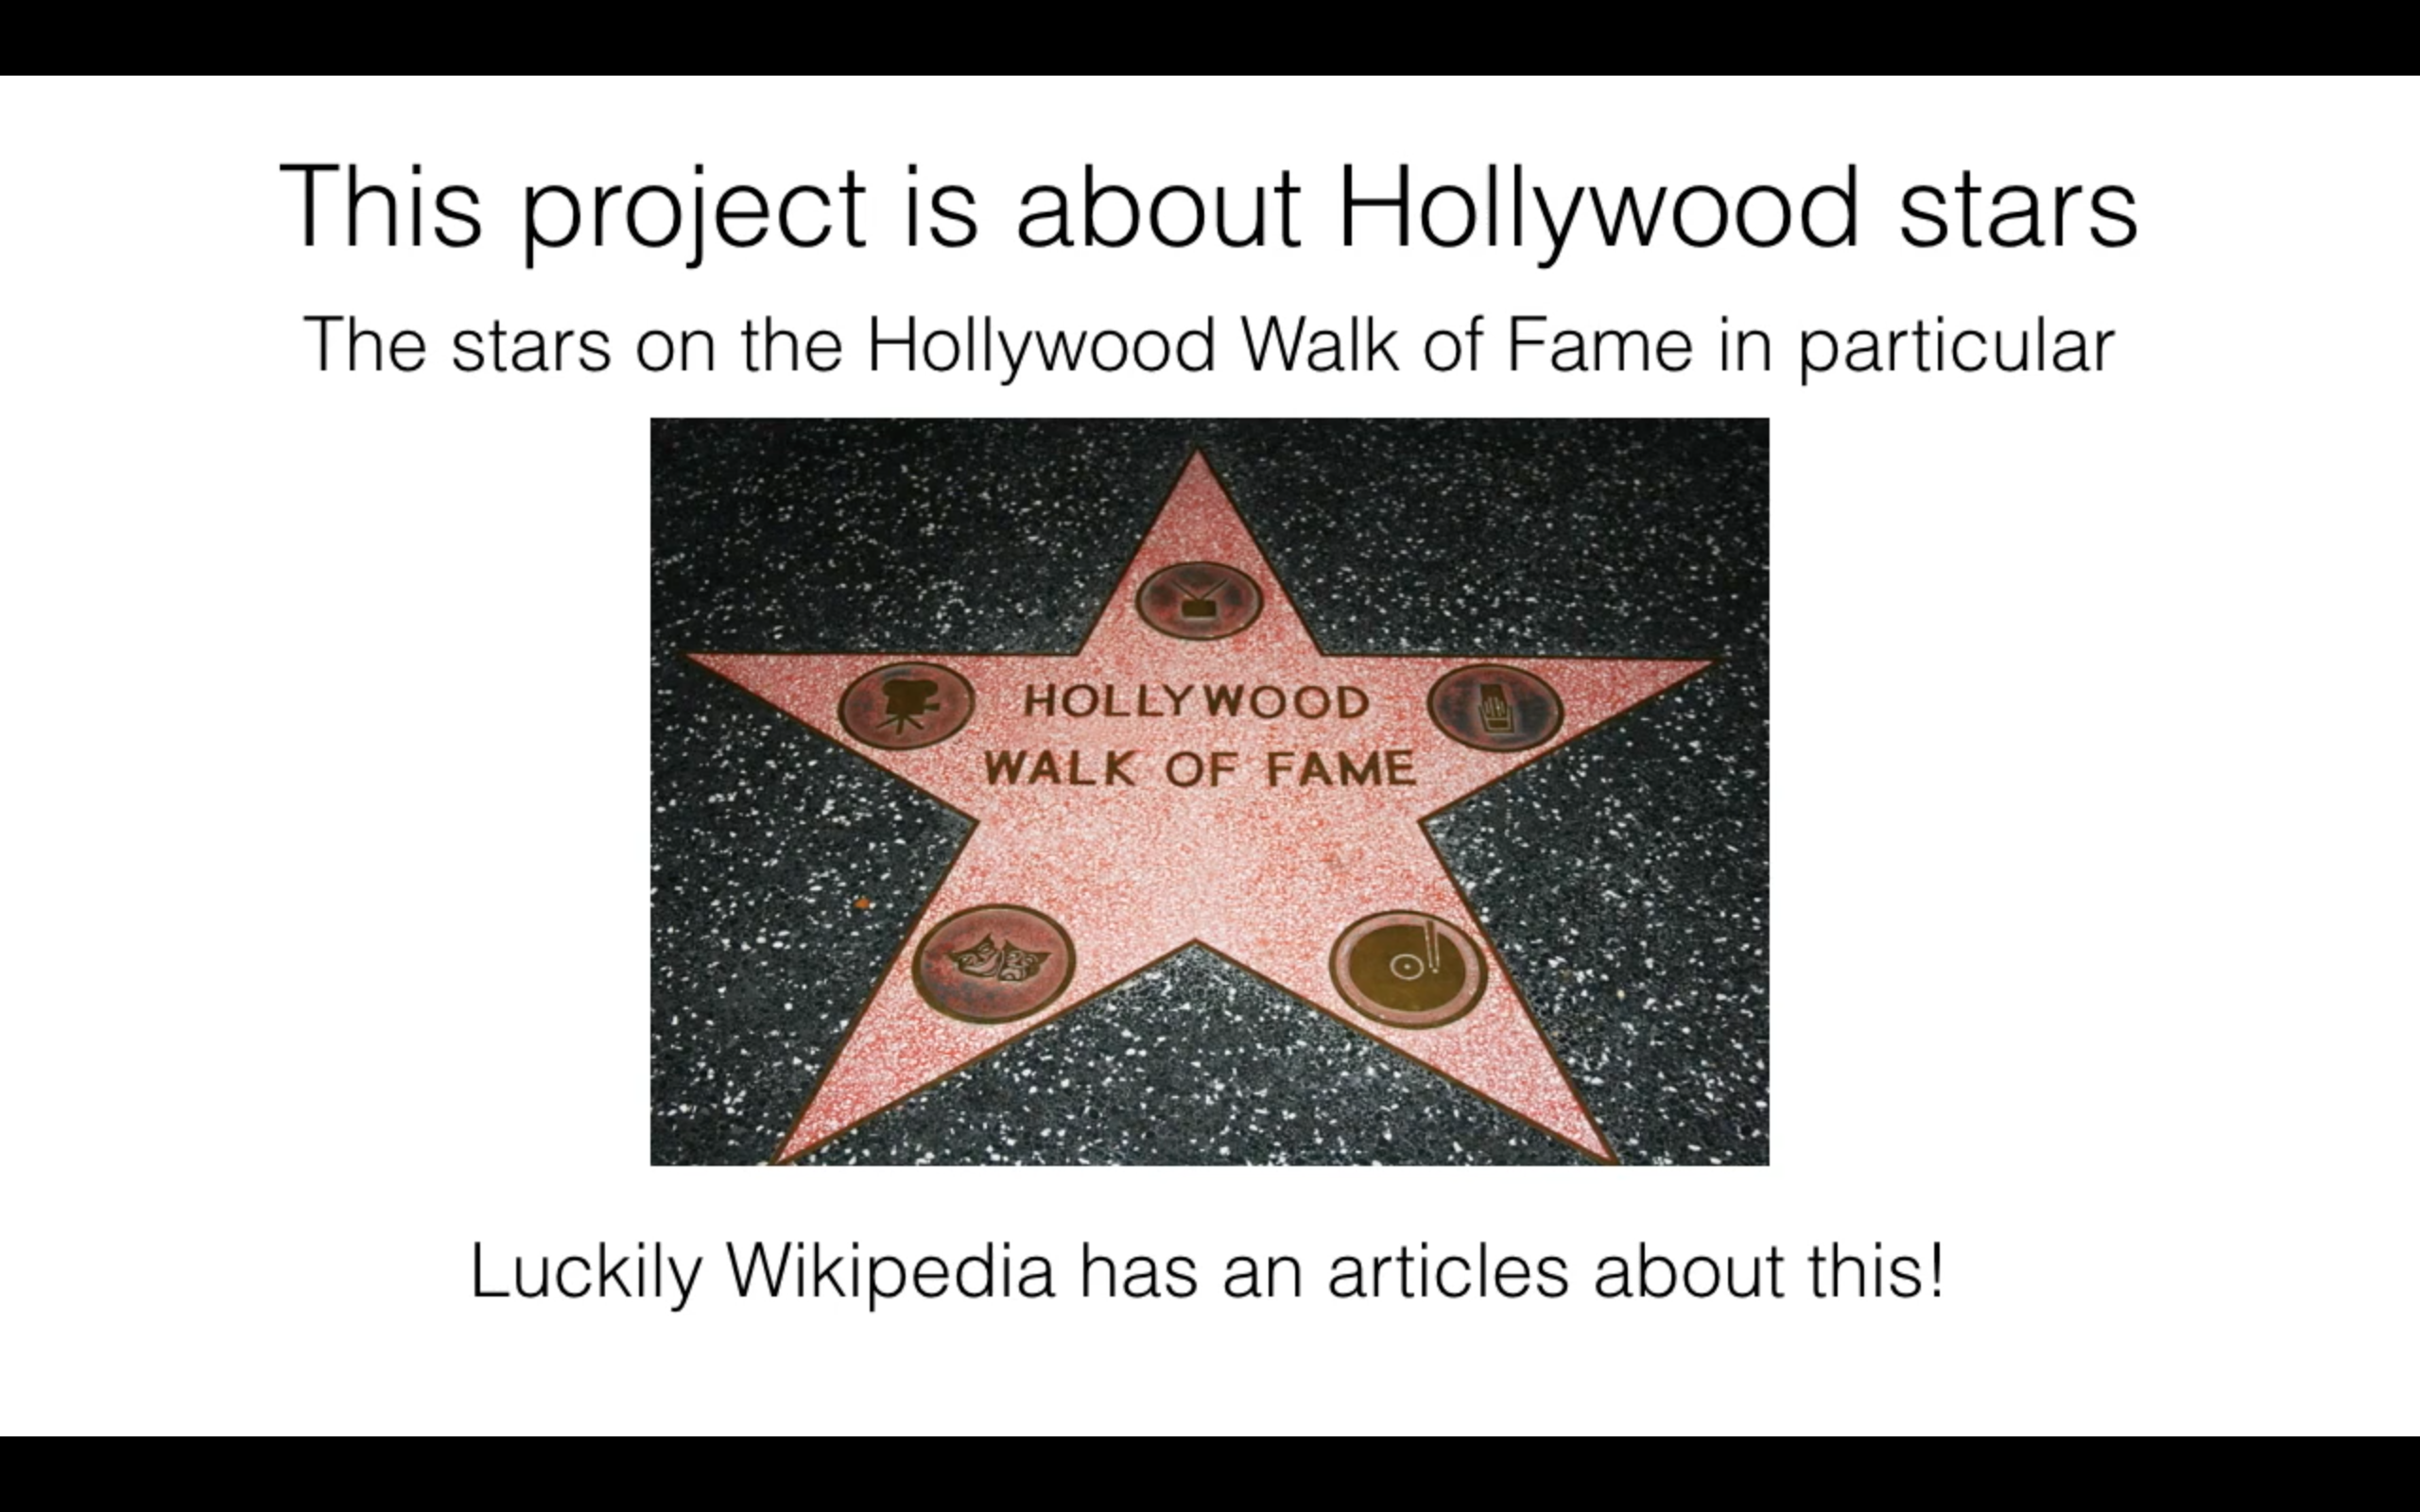 This project is about Hollywood stars
The stars on the Hollywood Walk of Fame in particular
HOLLYWOOD
WALK OF FAME
Luckily Wikipedia has an articles about this!